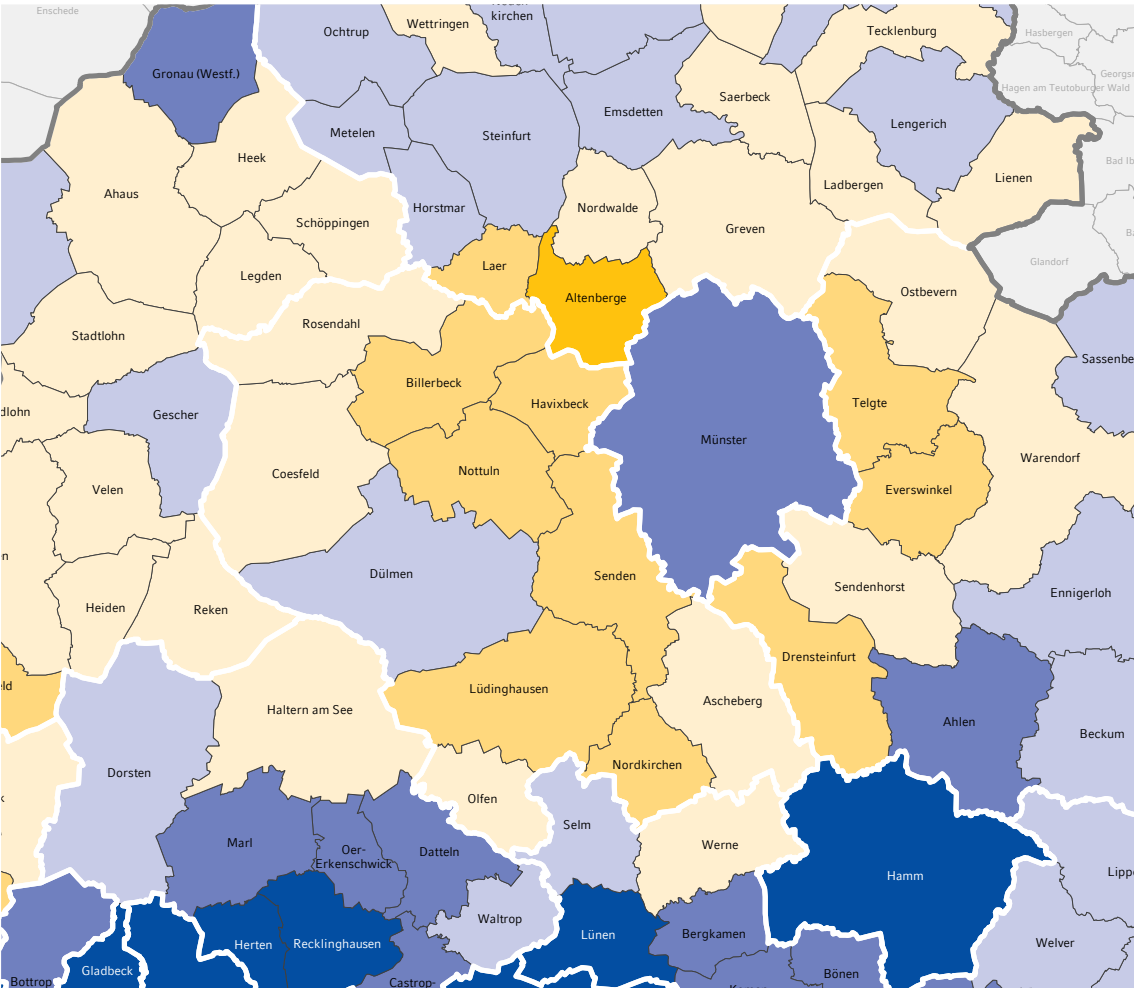 Enschede
kirchen
Wettringen
Ochtrup
Tecklenburg
Hasbergen
Gronau (Westf.)
Georgs
Hagen am Teutoburger Wald
Saerbeck
Emsdetten
Lengerich
Metelen
Steinfurt
Heek
Bad Ib
Lienen
Ladbergen
Ahaus
Horstmar
Nordwalde
Schöppingen
Greven
Ba
Glandorf
Laer
Legden
Ostbevern
Altenberge
Rosendahl
Stadtlohn
Sassenbe
Billerbeck
Havixbeck
Telgte
dlohn
Gescher
Münster
Warendorf
Nottuln
Coesfeld
Velen
Everswinkel
n
Dülmen
Senden
Sendenhorst
Ennigerloh
Heiden
Reken
Drensteinfurt
eld
Lüdinghausen
Ascheberg
Haltern am See
Ahlen
Beckum
Nordkirchen
Dorsten
Olfen
k
Selm
Marl
Oer-
Erkenschwick
Datteln
Werne
Hamm
Lipp
Waltrop
Lünen
Bergkamen
Herten
Recklinghausen
Welver
Gladbeck
Bönen
Bottrop
Castrop-